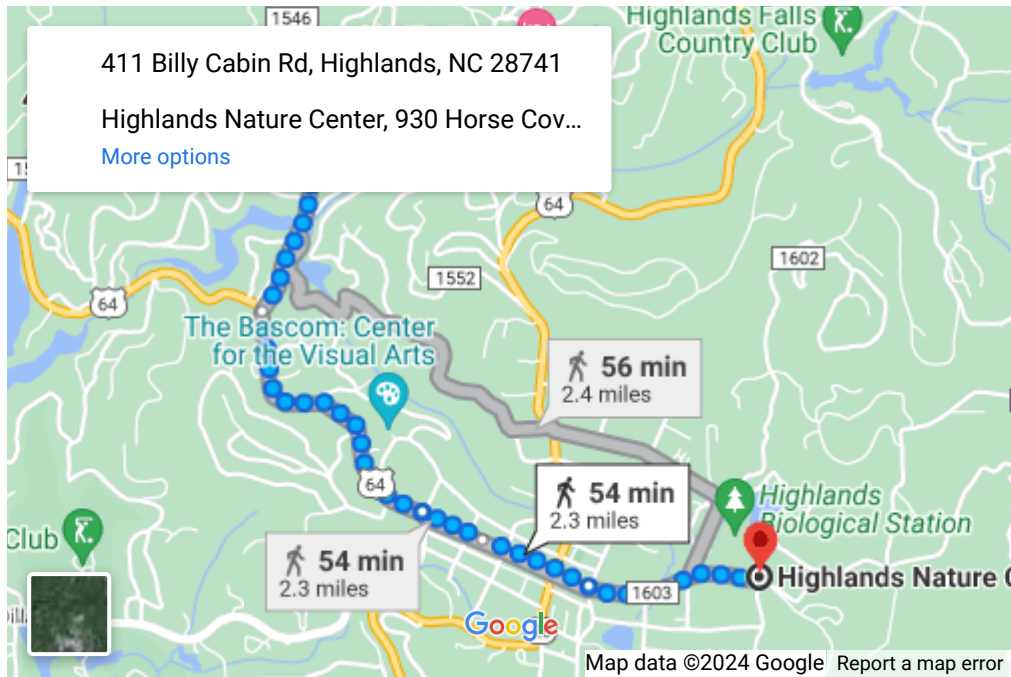 1546
Highlands Falls
Country Club
411 Billy Cabin Rd, Highlands, NC 28741
Highlands Nature Center, 930 Horse Cov...
More options
64
1602
1552
64
The Bascom: Center
for the Visual Arts
56 min
2.4 miles
64
54 min
2.3 miles
Highlands
Biological Station
Club
54 min
2.3 miles
1603
Highlands Nature C
Google
Map data ©2024 Google
Report a map error